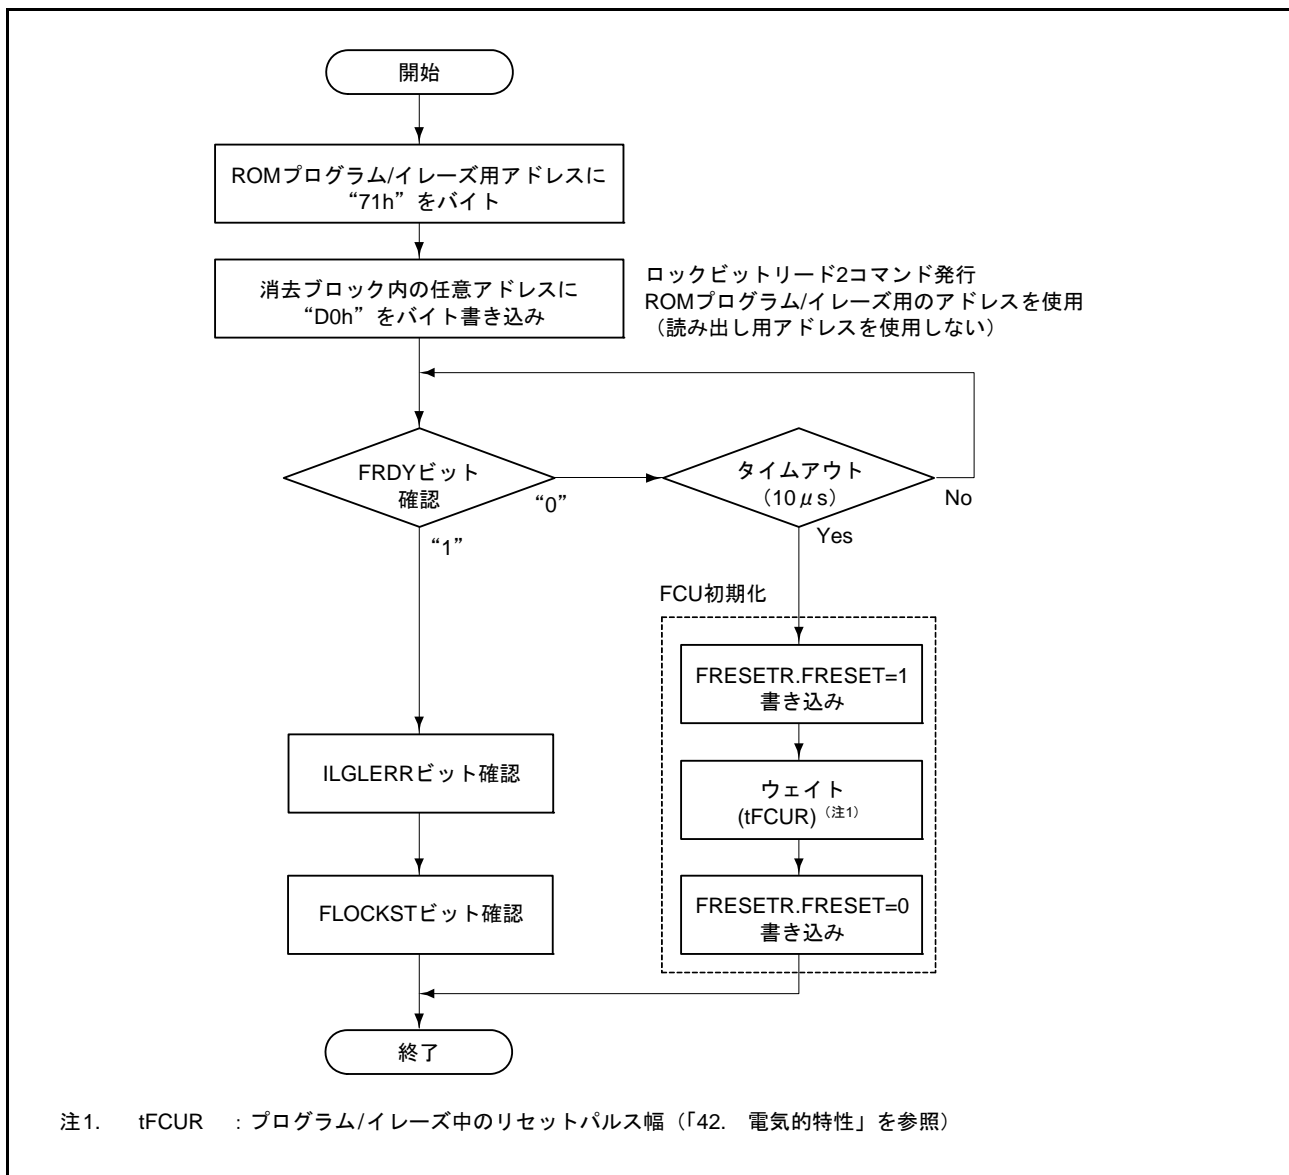 開始
ROMプログラム/イレーズ用アドレスに
“71h”をバイト
消去ブロック内の任意アドレスに
“D0h”をバイト書き込み
ロックビットリード2コマンド発行
ROMプログラム/イレーズ用のアドレスを使用
（読み出し用アドレスを使用しない）
FRDYビット
確認
“0”
“1”
タイムアウト
（10μs）
No
Yes
FCU初期化
FRESETR.FRESET=1
書き込み
ILGLERRビット確認
ウェイト
(tFCUR)（注1）
FLOCKSTビット確認
FRESETR.FRESET=0
書き込み
終了
注1. tFCUR ：プログラム/イレーズ中のリセットパルス幅（「42. 電気的特性」を参照）